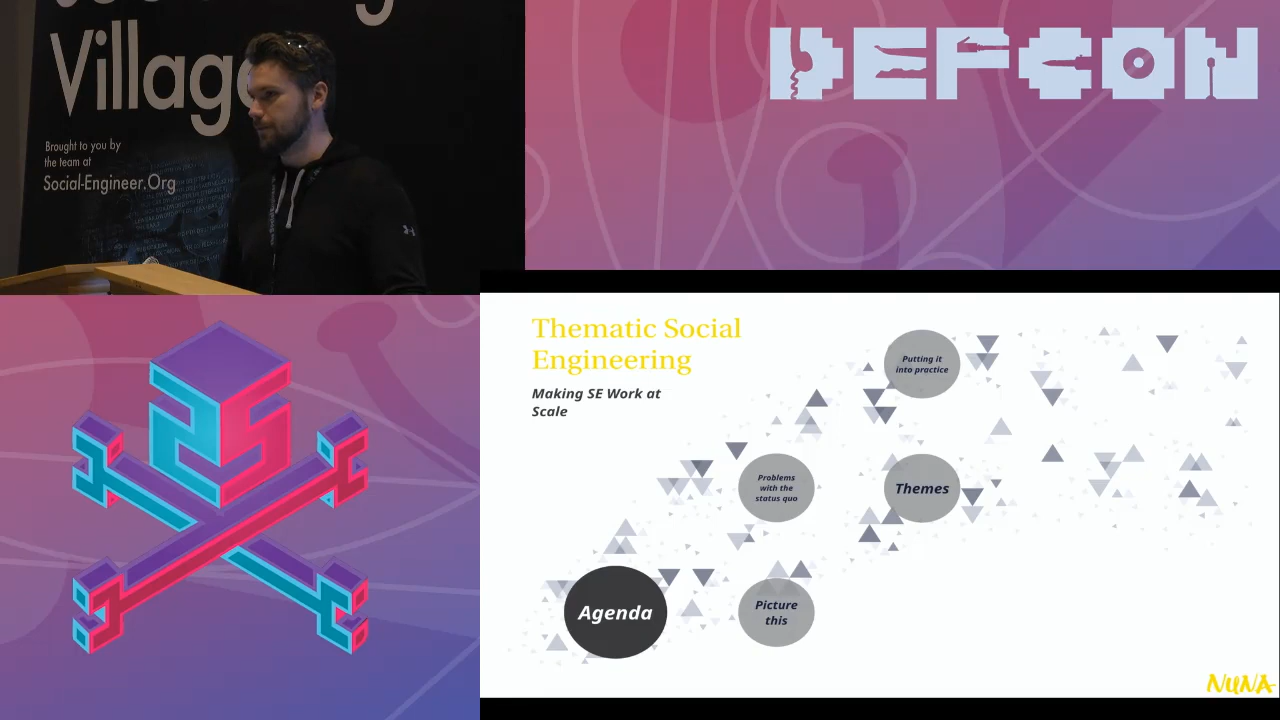 Village
Brought to you by
the team at
Social-Engineer.Org
DEFCON
Thematic Social
Engineering
Making SE Work at
Scale
Putting it
into practice
Problems
with the
status quo
Themes
Agenda
Picture
this
NUNA